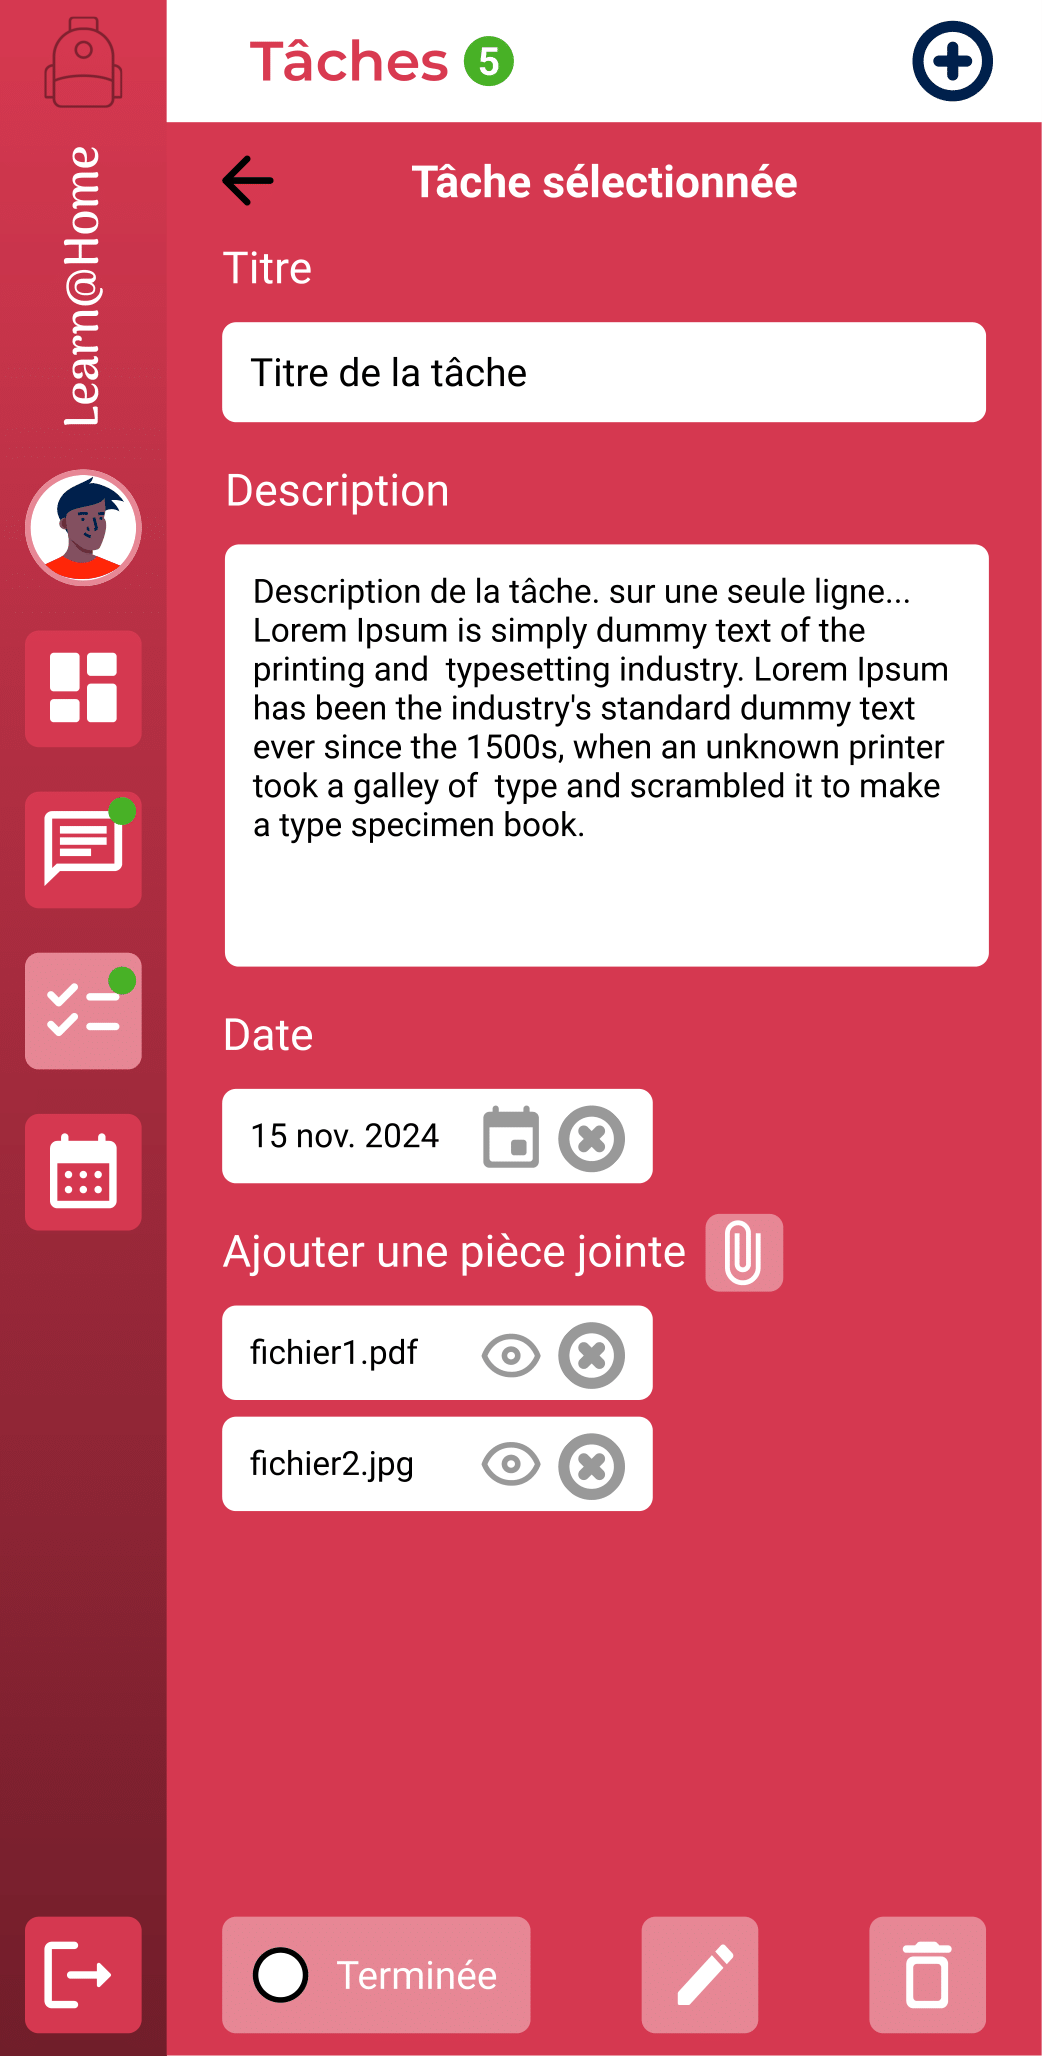 Learn@Home
Tâches 5
Tâche sélectionnée
Titre
Titre de la tâche
Description
Description de la tâche. sur une seule ligne...
Lorem Ipsum is simply dummy text of the
printing and  typesetting industry. Lorem Ipsum
has been the industry's standard dummy text
ever since the 1500s, when an unknown printer
took a galley of  type and scrambled it to make
a type specimen book.
Date
15 nov. 2024
Ajouter une pièce jointe
fichier1.pdf
fichier2.jpg
Terminée